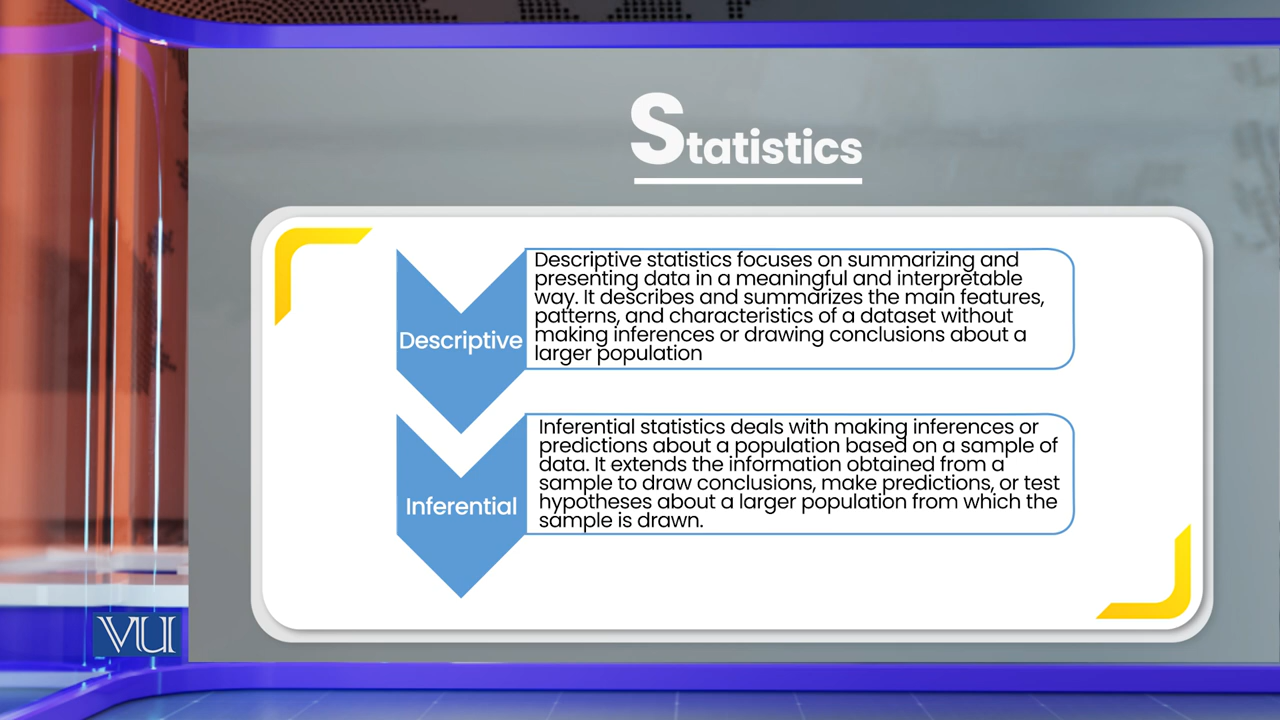 Statistics
Descriptive
Descriptive statistics focuses on summarizing and
presenting data in a meaningful and interpretable
way. It describes and summarizes the main features,
patterns, and characteristics of a dataset without
making inferences or drawing conclusions about a
larger population
Inferential
Inferential statistics deals with making inferences or
predictions about a population based on a sample of
data. It extends the information obtained from a
sample to draw conclusions, make predictions, or test
hypotheses about a larger population from which the
sample is drawn.
VU